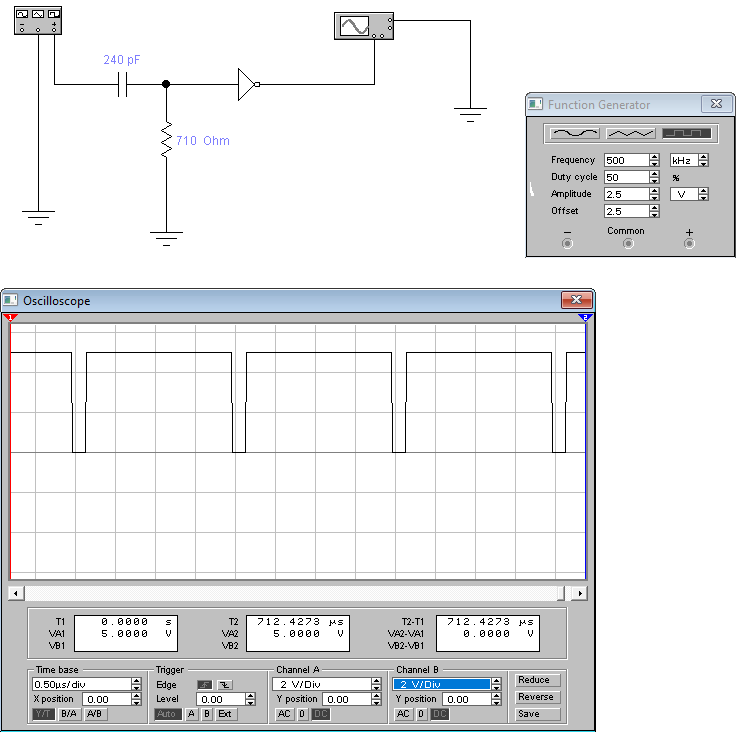 240 pF
710 Ohm
Function Generator
Frequency 500 kHz
Duty cycle 50 %
Amplitude 2.5 V
Offset 2.5
− Common +
Oscilloscope
1 2
T1 0.0000 s T2 712.4273 µs T2-T1 712.4273 µs
VA1 5.0000 V VA2 5.0000 V VA2-VA1 0.0000 V
VB1 VB2 VB2-VB1
Time base Trigger Channel A Channel B
0.50µs/div Edge 2 V/Div 2 V/Div Reduce
X position 0.00 Level 0.00 Y position 0.00 Y position 0.00 Reverse
Y/T B/A A/B Auto A B Ext AC 0 DC AC 0 DC Save